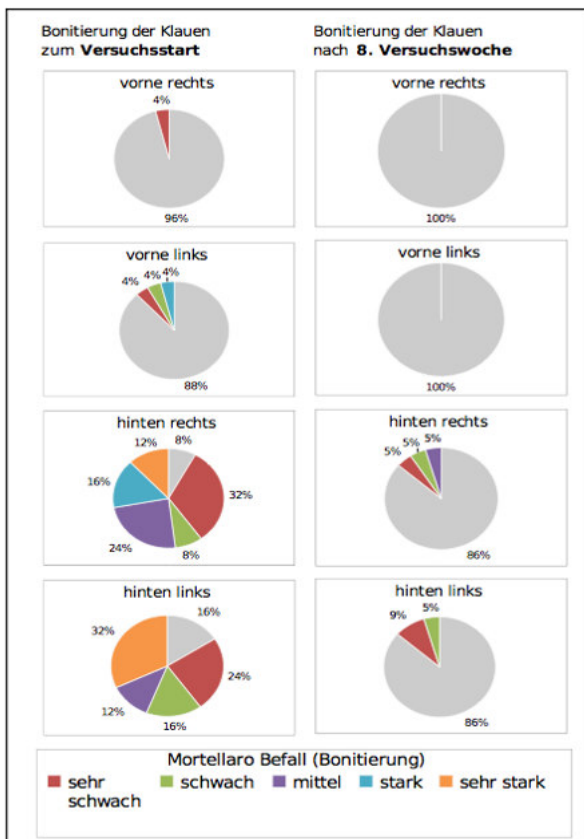 Bonitierung der Klauen
zum Versuchsstart
Bonitierung der Klauen
nach 8. Versuchswoche
vorne rechts
4%
96%
vorne rechts
100%
vorne links
4%
4%
4%
88%
vorne links
100%
hinten rechts
12%
8%
16%
32%
24%
8%
hinten rechts
5%
5%
5%
86%
hinten links
32%
16%
24%
12%
16%
hinten links
5%
9%
86%
Mortellaro Befall (Bonitierung)
sehr schwach
schwach
mittel
stark
sehr stark